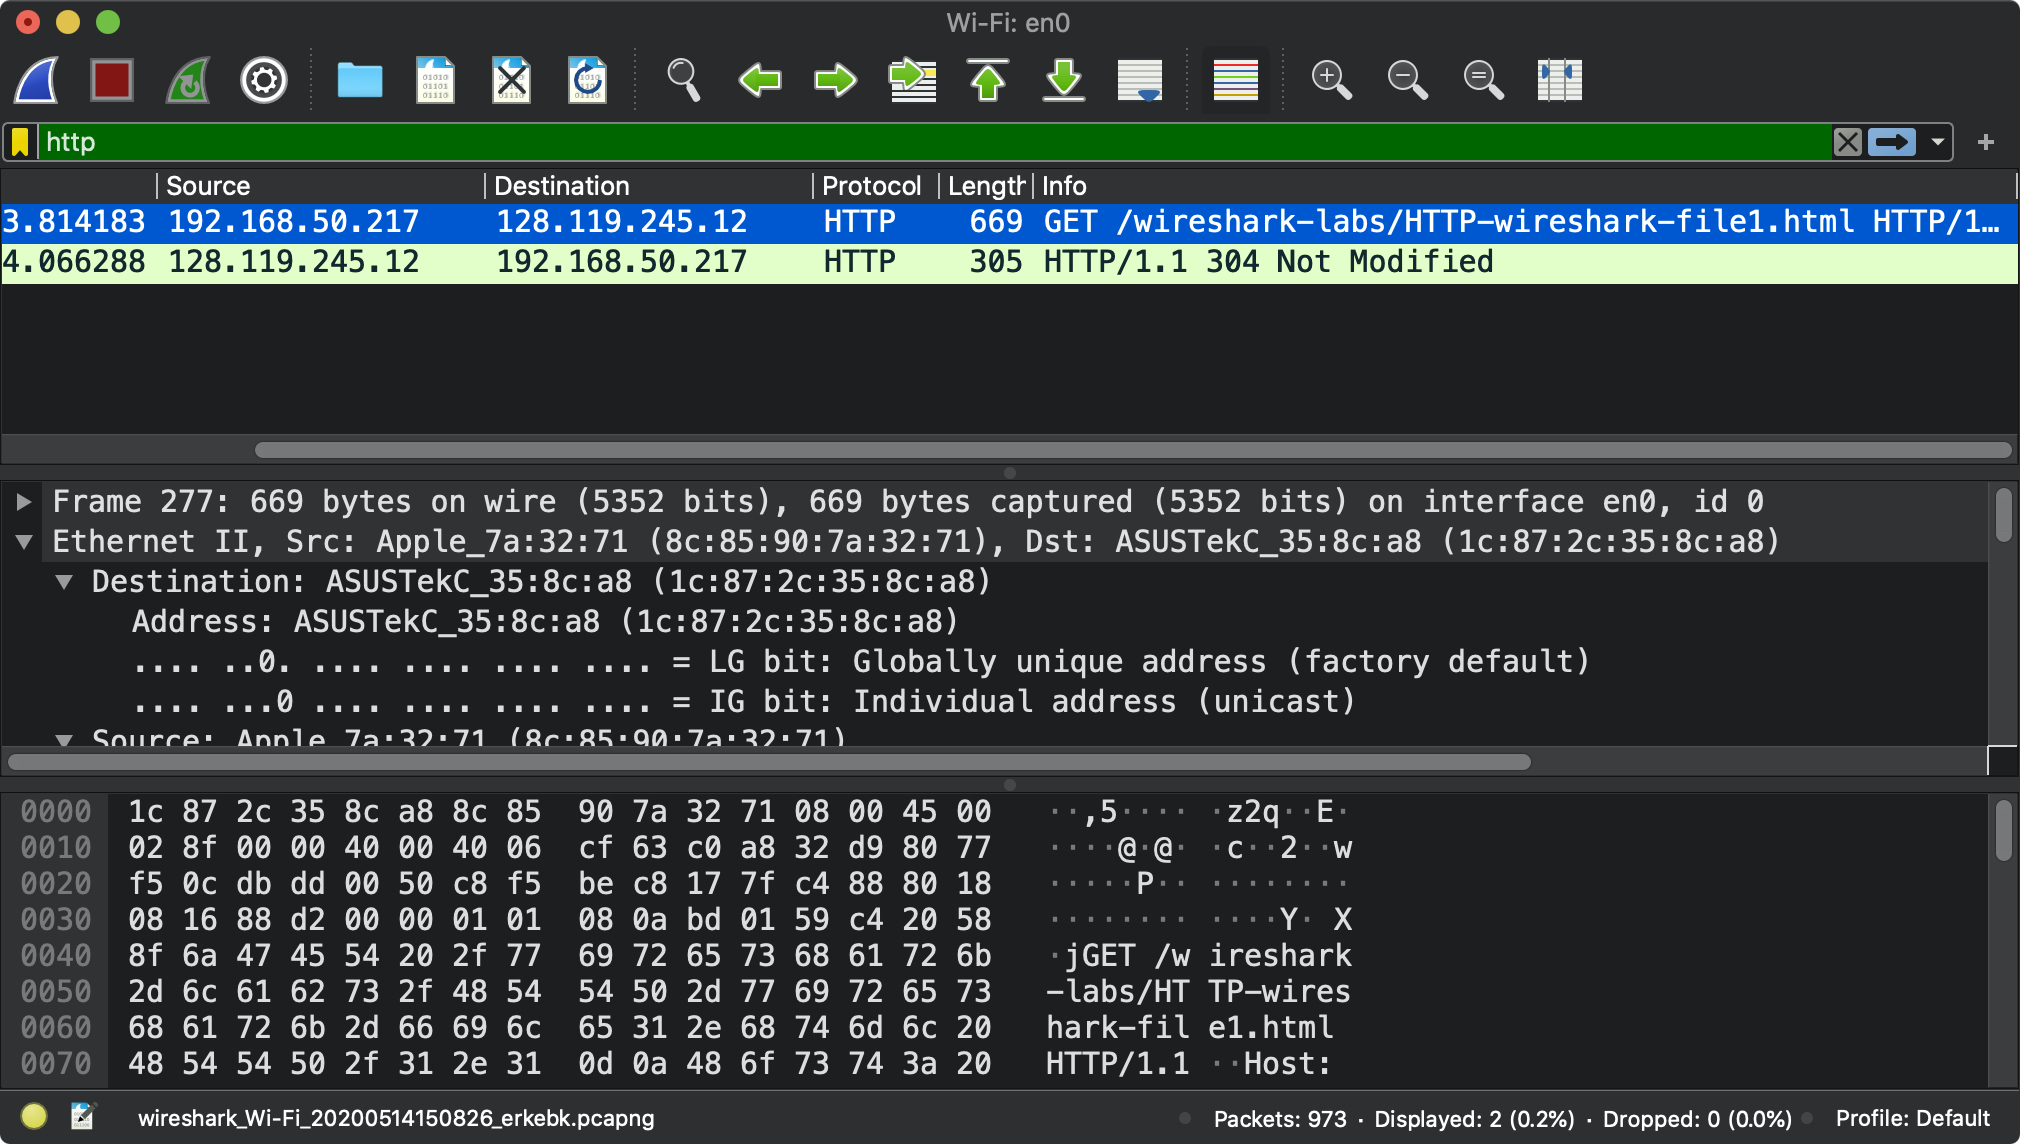 Wi-Fi: en0
http
Source Destination Protocol Length Info
3.814183 192.168.50.217 128.119.245.12 HTTP 669 GET /wireshark-labs/HTTP-wireshark-file1.html HTTP/1…
4.066288 128.119.245.12 192.168.50.217 HTTP 305 HTTP/1.1 304 Not Modified
Frame 277: 669 bytes on wire (5352 bits), 669 bytes captured (5352 bits) on interface en0, id 0
Ethernet II, Src: Apple_7a:32:71 (8c:85:90:7a:32:71), Dst: ASUSTekC_35:8c:a8 (1c:87:2c:35:8c:a8)
Destination: ASUSTekC_35:8c:a8 (1c:87:2c:35:8c:a8)
Address: ASUSTekC_35:8c:a8 (1c:87:2c:35:8c:a8)
.... ..0. .... .... .... .... = LG bit: Globally unique address (factory default)
.... ...0 .... .... .... .... = IG bit: Individual address (unicast)
Source: Apple_7a:32:71 (8c:85:90:7a:32:71)
0000 1c 87 2c 35 8c a8 8c 85 90 7a 32 71 08 00 45 00 ··,5···· ·z2q··E·
0010 02 8f 00 00 40 00 40 06 cf 63 c0 a8 32 d9 80 77 ····@·@· ·c··2··w
0020 f5 0c db dd 00 50 c8 f5 be c8 17 7f c4 88 80 18 ·····P·· ········
0030 08 16 88 d2 00 00 01 01 08 0a bd 01 59 c4 20 58 ········ ····Y· X
0040 8f 6a 47 45 54 20 2f 77 69 72 65 73 68 61 72 6b ·jGET /w ireshark
0050 2d 6c 61 62 73 2f 48 54 54 50 2d 77 69 72 65 73 -labs/HT TP-wires
0060 68 61 72 6b 2d 66 69 6c 65 31 2e 68 74 6d 6c 20 hark-fil e1.html
0070 48 54 54 50 2f 31 2e 31 0d 0a 48 6f 73 74 3a 20 HTTP/1.1 ··Host:
wireshark_Wi-Fi_20200514150826_erkebk.pcapng Packets: 973 · Displayed: 2 (0.2%) · Dropped: 0 (0.0%) Profile: Default